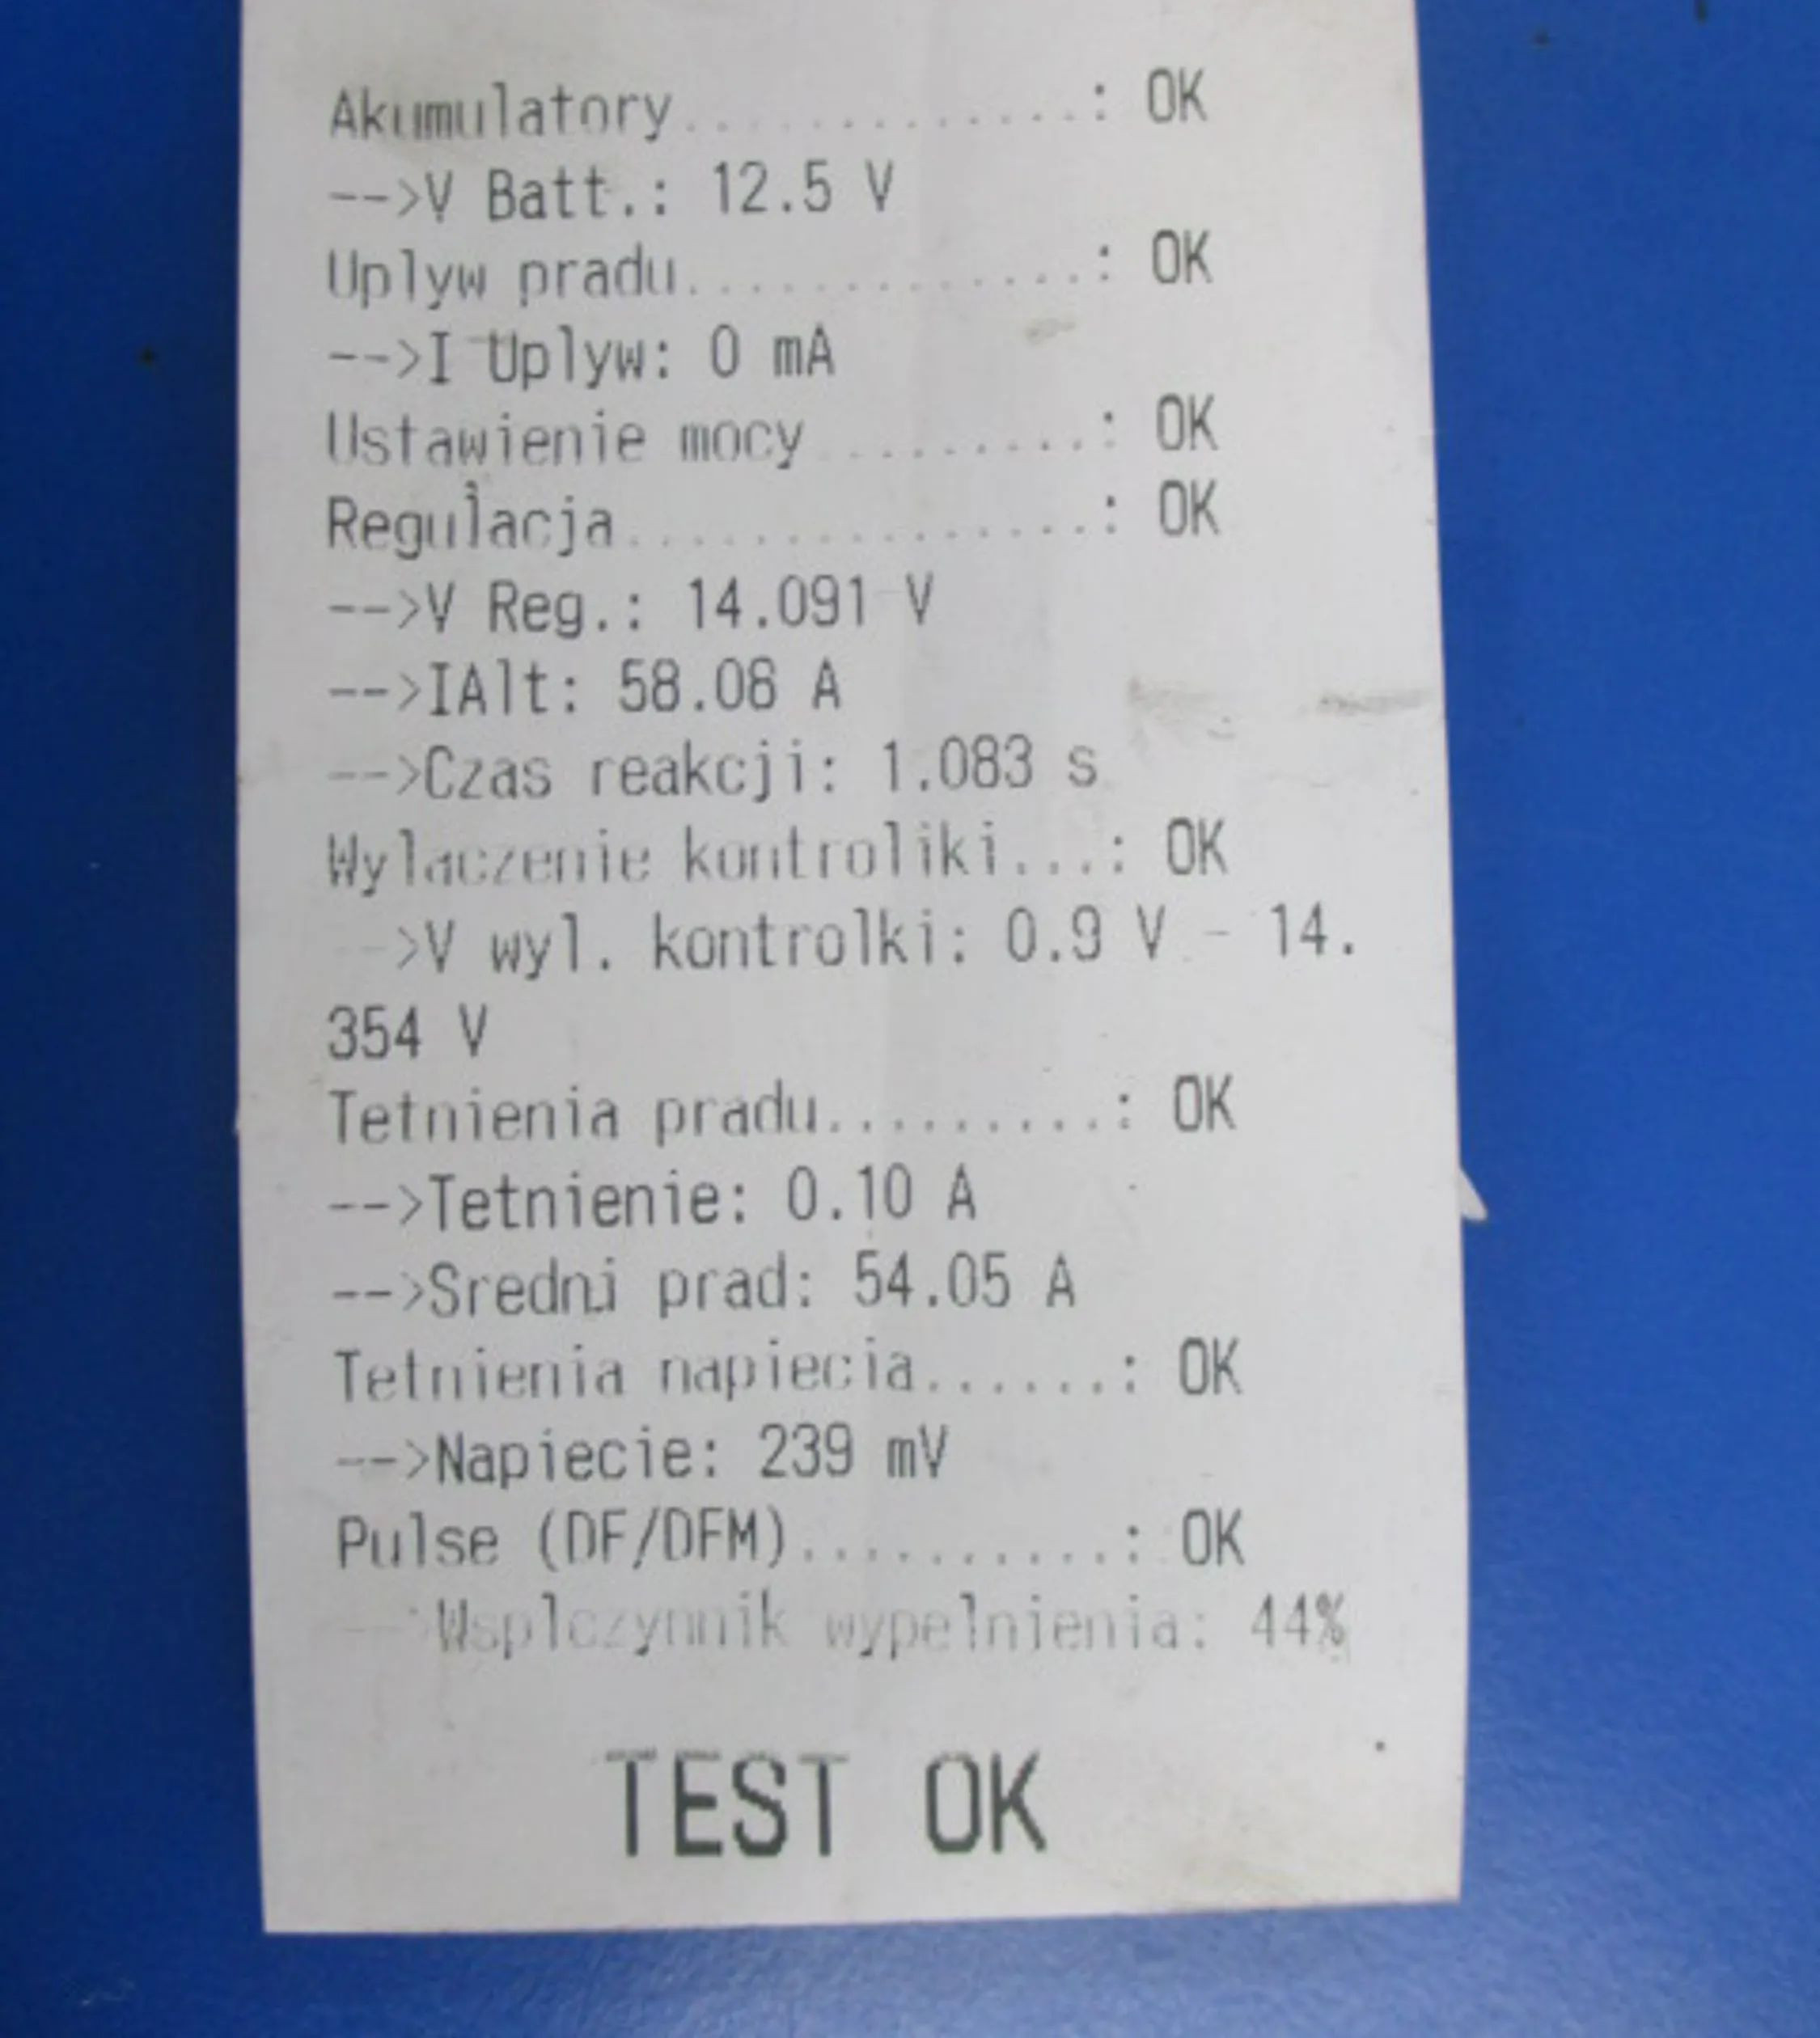 Akumulatory.............: OK
-->V Batt.: 12.5 V
Uplyw pradu.............: OK
-->I Uplyw: 0 mA
Ustawienie mocy.........: OK
Regulacja...............: OK
-->V Reg.: 14.091 V
-->IAlt: 58.08 A
-->Czas reakcji: 1.083 s
Wylaczenie kontroliki...: OK
-->V wyl. kontrolki: 0.9 V - 14.
354 V
Tetnienia pradu.........: OK
-->Tetnienie: 0.10 A
-->Sredni prad: 54.05 A
Tetnienia napiecia......: OK
-->Napiecie: 239 mV
Pulse (DF/DFM)..........: OK
-->Wsplczynnik wypelnienia: 44%
TEST OK